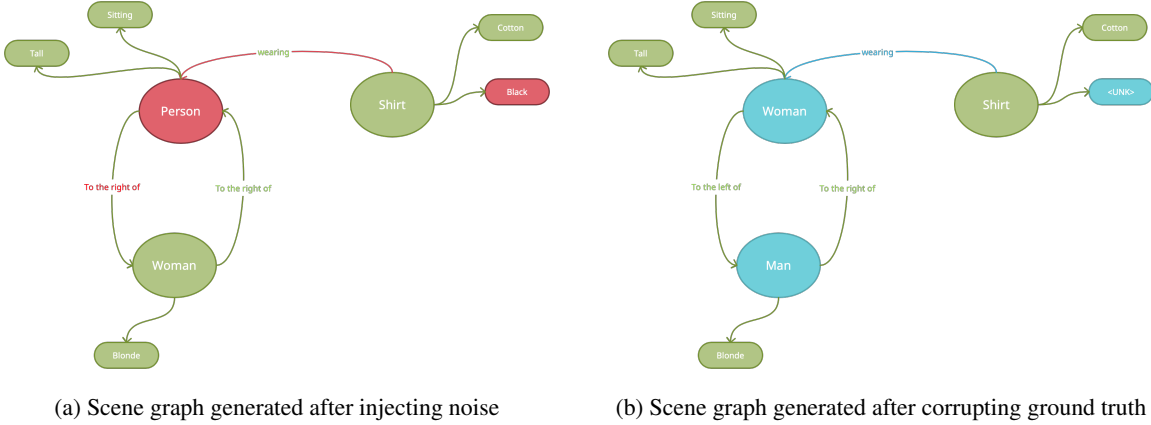 Sitting
Cotton
Tall
wearing
Black
Person
Shirt
To the right of
To the right of
Woman
Blonde
(a) Scene graph generated after injecting noise
Sitting
Cotton
Tall
wearing
<UNK>
Woman
Shirt
To the left of
To the right of
Man
Blonde
(b) Scene graph generated after corrupting ground truth